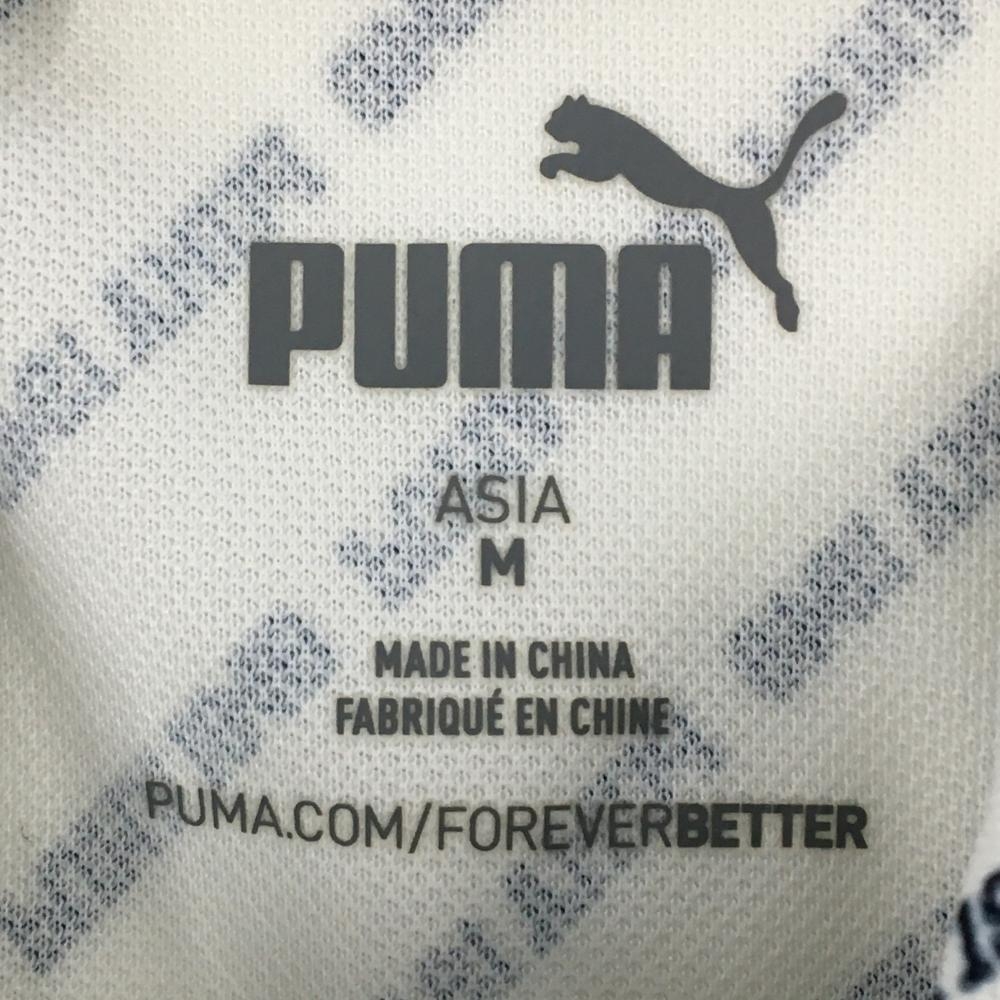 PUMA
ASIA
M
MADE IN CHINA
FABRIQUÉ EN CHINE
PUMA.COM/FOREVERBETTER